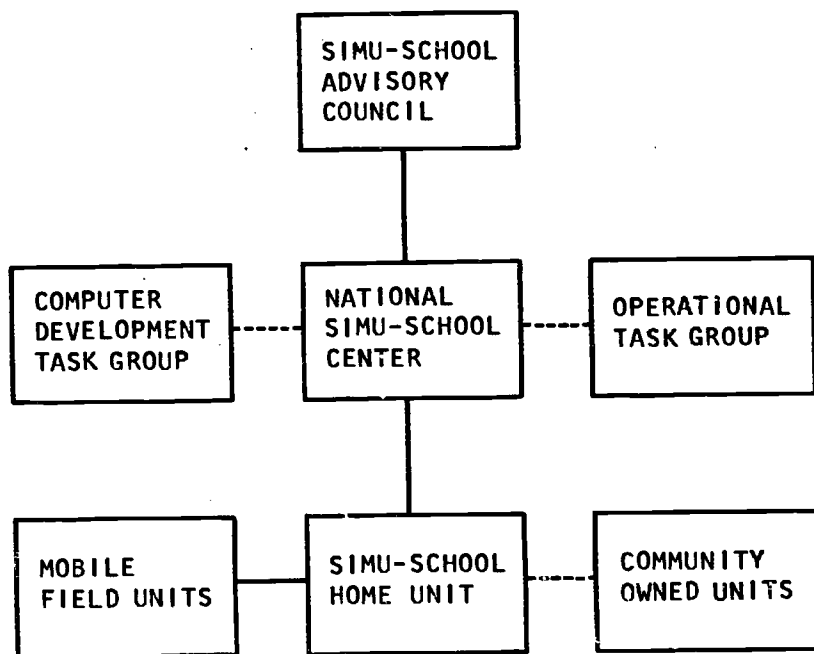 SIMU-SCHOOL
ADVISORY
COUNCIL
COMPUTER
DEVELOPMENT
TASK GROUP
NATIONAL
SIMU-SCHOOL
CENTER
OPERATIONAL
TASK GROUP
MOBILE
FIELD UNITS
SIMU-SCHOOL
HOME UNIT
COMMUNITY
OWNED UNITS